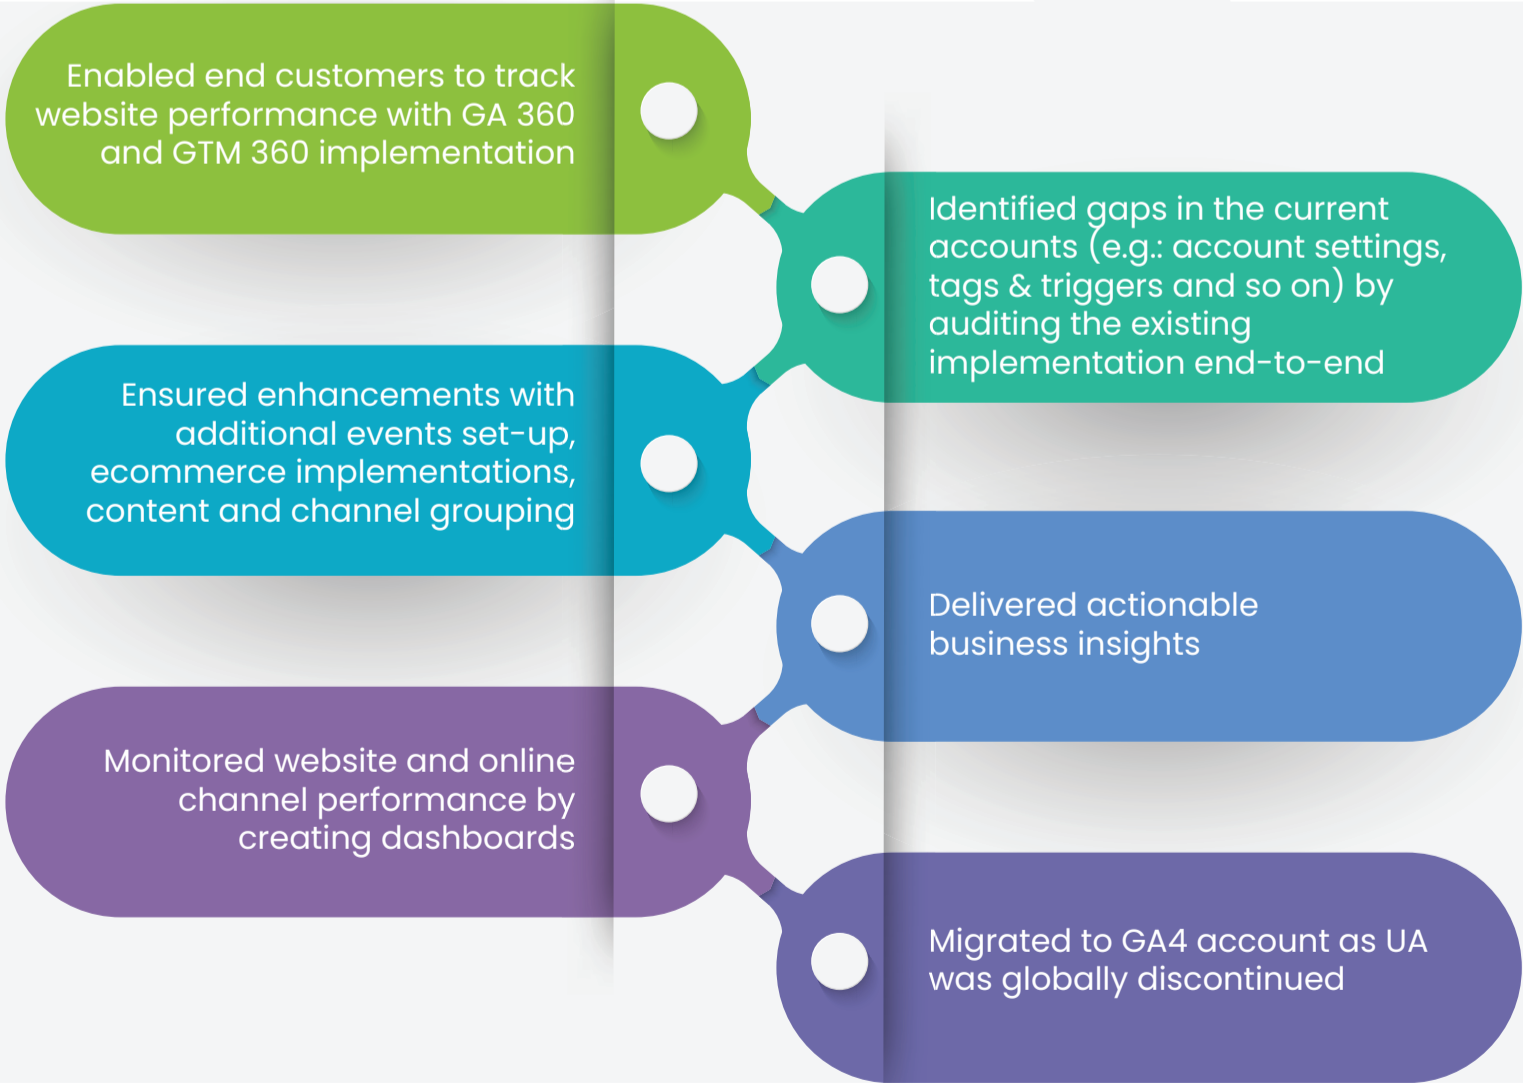 Enabled end customers to track
website performance with GA 360
and GTM 360 implementation
Identified gaps in the current
accounts (e.g.: account settings,
tags & triggers and so on) by
auditing the existing
implementation end-to-end
Ensured enhancements with
additional events set-up,
ecommerce implementations,
content and channel grouping
Delivered actionable
business insights
Monitored website and online
channel performance by
creating dashboards
Migrated to GA4 account as UA
was globally discontinued